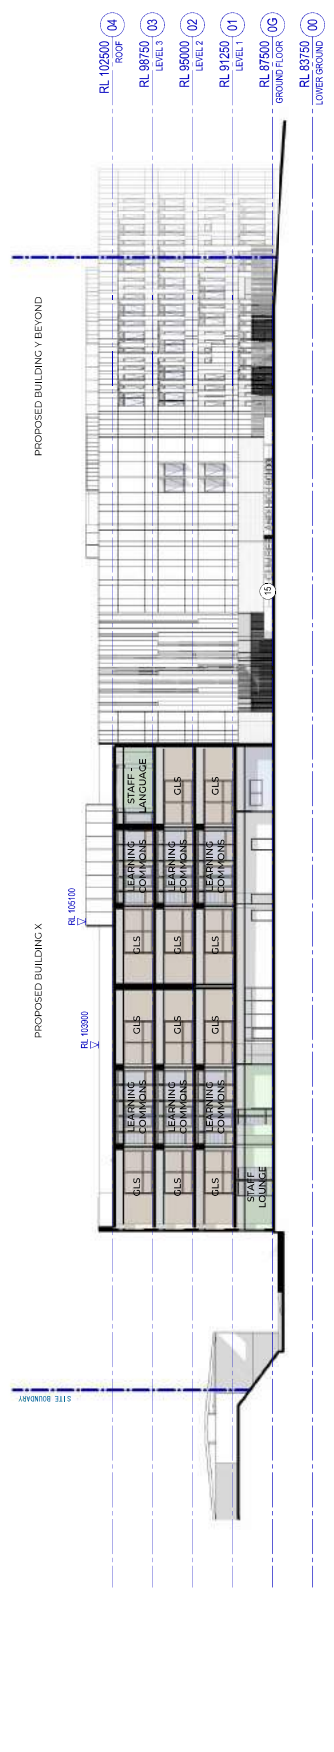 04
RL 102500
ROOF
03
RL 98750
LEVEL 3
02
RL 95000
LEVEL 2
01
RL 91250
LEVEL 1
0G
RL 87500
GROUND FLOOR
00
RL 83750
LOWER GROUND
PROPOSED BUILDING X
PROPOSED BUILDING Y BEYOND
RL 103900
RL 105100
SITE BOUNDARY
GLS
LEARNING
COMMONS
GLS
GLS
LEARNING
COMMONS
STAFF -
LANGUAGE
GLS
LEARNING
COMMONS
GLS
GLS
LEARNING
COMMONS
GLS
GLS
LEARNING
COMMONS
GLS
GLS
LEARNING
COMMONS
GLS
STAFF
LOUNGE
15